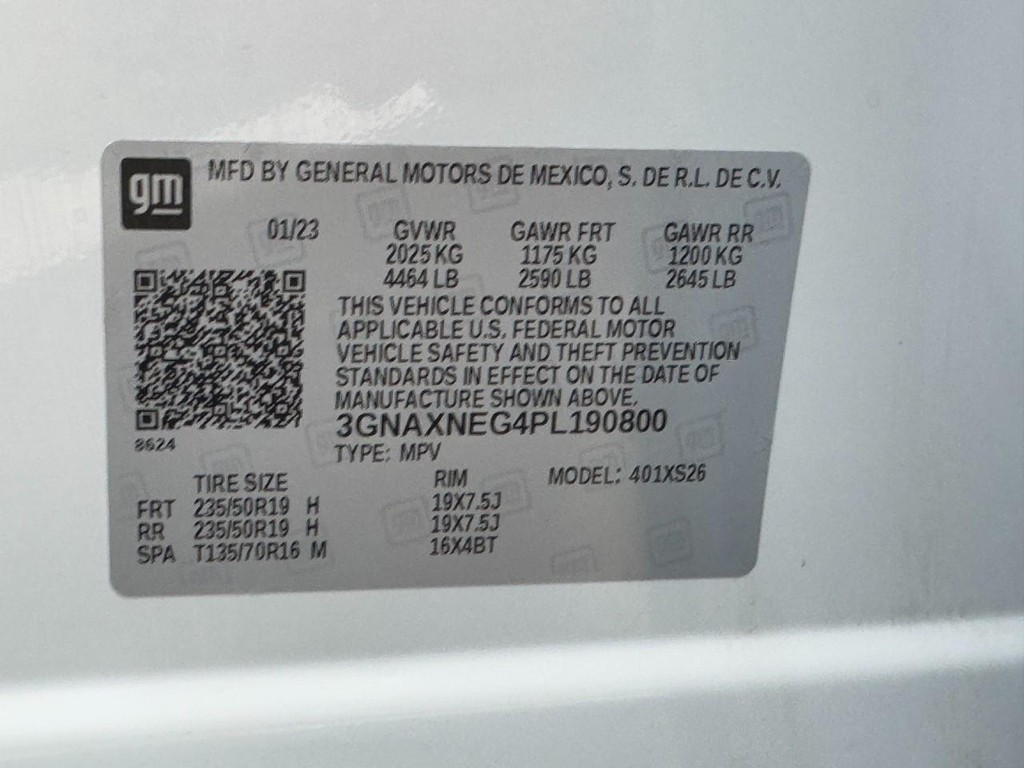 gm MFD BY GENERAL MOTORS DE MEXICO, S. DE R.L. DE C.V.
01/23 GVWR GAWR FRT GAWR RR
2025 KG 1175 KG 1200 KG
4464 LB 2590 LB 2645 LB
THIS VEHICLE CONFORMS TO ALL
APPLICABLE U.S. FEDERAL MOTOR
VEHICLE SAFETY AND THEFT PREVENTION
STANDARDS IN EFFECT ON THE DATE OF
MANUFACTURE SHOWN ABOVE.
3GNAXNEG4PL190800
8624
TYPE: MPV
TIRE SIZE RIM MODEL: 401XS26
FRT 235/50R19 H 19X7.5J
RR 235/50R19 H 19X7.5J
SPA T135/70R16 M 16X4BT